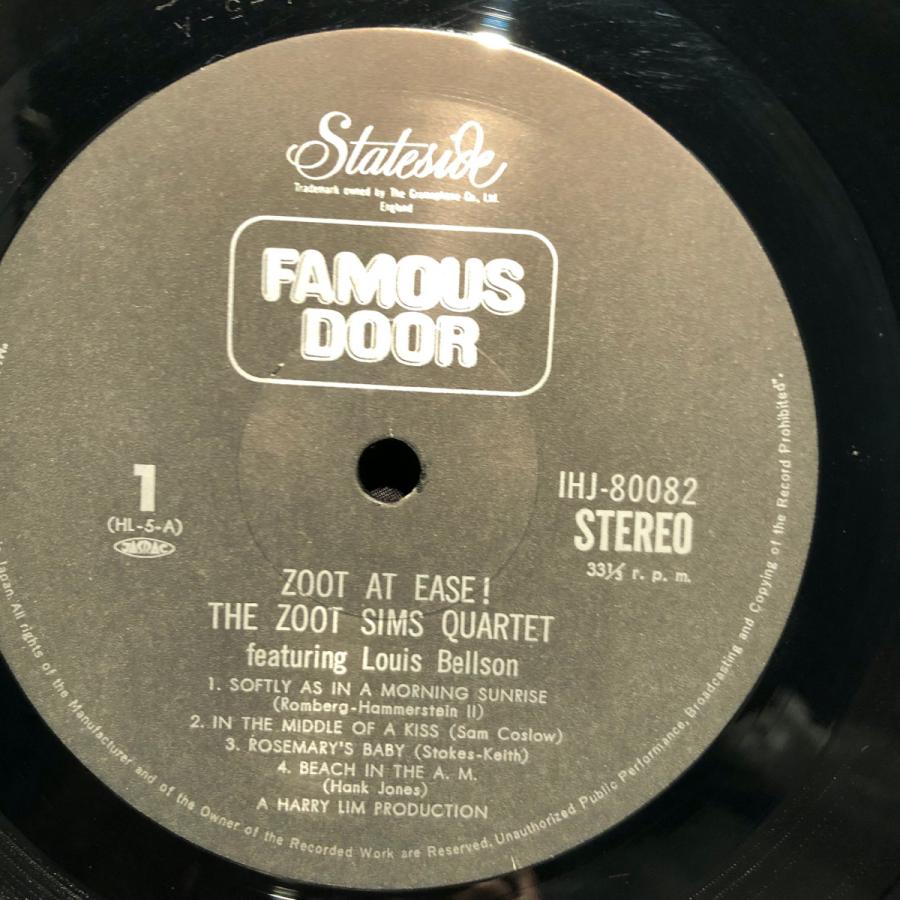 Stateside
Trademark owned by The Gramophone Co., Ltd.
England
FAMOUS
DOOR
1
(HL-5-A)
JASRAC
IHJ-80082
STEREO
33⅓ r. p. m.
ZOOT AT EASE!
THE ZOOT SIMS QUARTET
featuring Louis Bellson
1. SOFTLY AS IN A MORNING SUNRISE
(Romberg-Hammerstein II)
2. IN THE MIDDLE OF A KISS (Sam Coslow)
3. ROSEMARY'S BABY (Stokes-Keith)
4. BEACH IN THE A. M.
(Hank Jones)
A HARRY LIM PRODUCTION
Japan. All rights of the Manufacturer and of the Owner of the Recorded Work are Reserved. Unauthorized Public Performance, Broadcasting and Copying of the Record Prohibited".